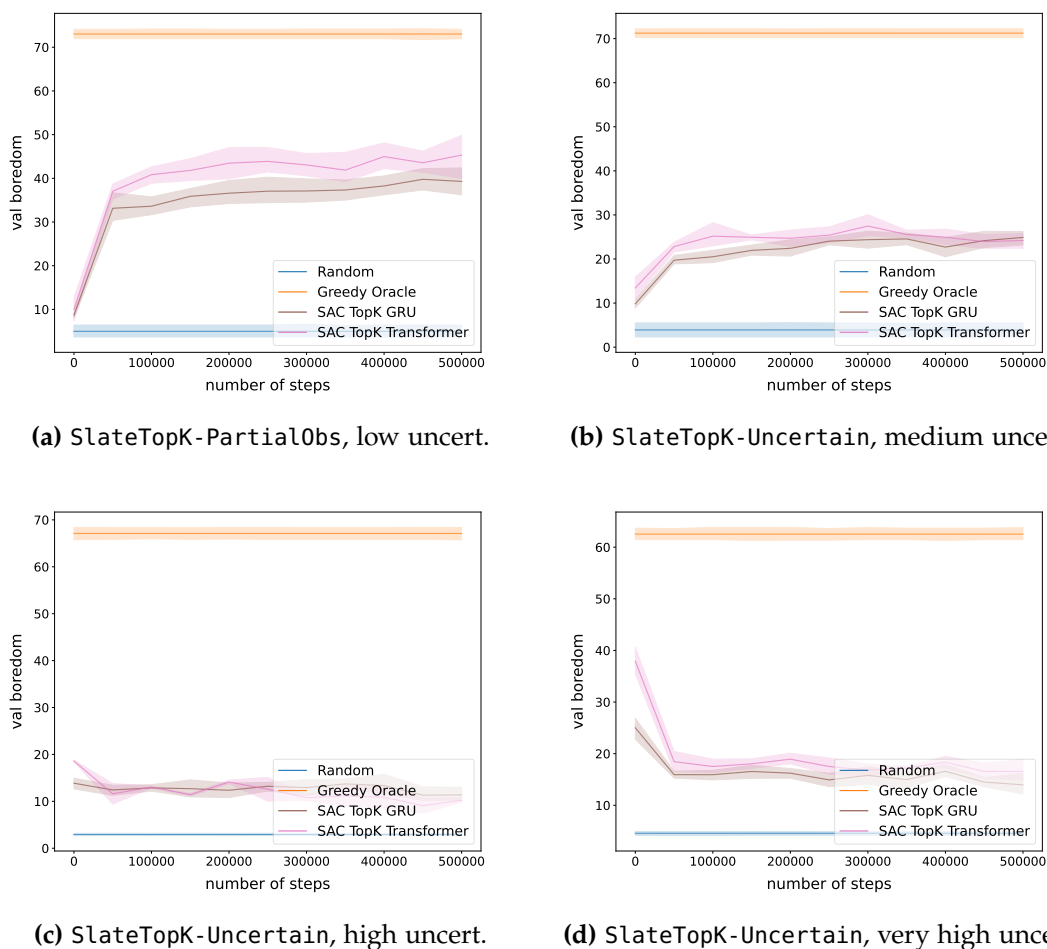 70
60
50
40
30
20
10
val boredom
Random
Greedy Oracle
SAC TopK GRU
SAC TopK Transformer
0 100000 200000 300000 400000 500000
number of steps
(a) SlateTopK-PartialObs, low uncert.
70
60
50
40
30
20
10
0
val boredom
Random
Greedy Oracle
SAC TopK GRU
SAC TopK Transformer
0 100000 200000 300000 400000 500000
number of steps
(b) SlateTopK-Uncertain, medium unce
70
60
50
40
30
20
10
0
val boredom
Random
Greedy Oracle
SAC TopK GRU
SAC TopK Transformer
0 100000 200000 300000 400000 500000
number of steps
(c) SlateTopK-Uncertain, high uncert.
60
50
40
30
20
10
val boredom
Random
Greedy Oracle
SAC TopK GRU
SAC TopK Transformer
0 100000 200000 300000 400000 500000
number of steps
(d) SlateTopK-Uncertain, very high unce